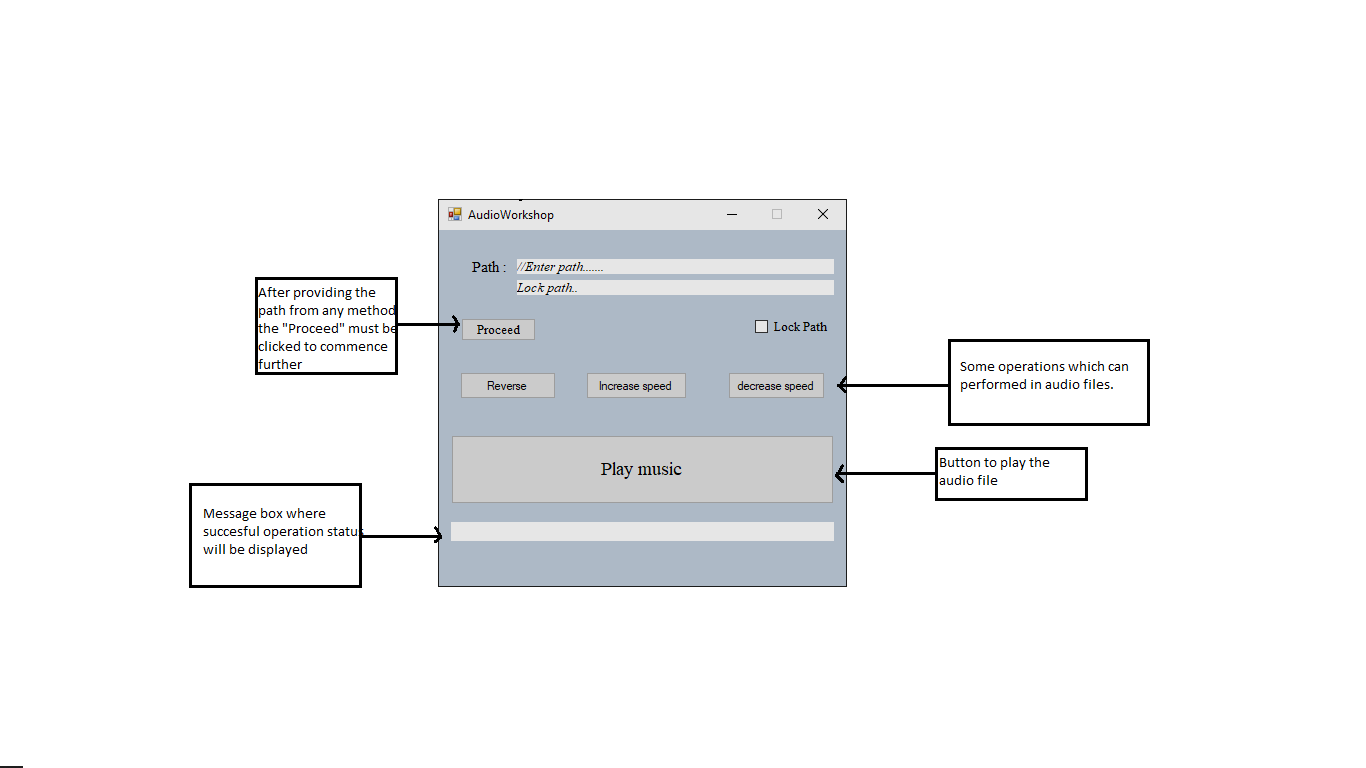 AudioWorkshop
Path :
//Enter path.......
Lock path..
After providing the
path from any method
the "Proceed" must be
clicked to commence
further
Proceed
Lock Path
Reverse
Increase speed
decrease speed
Some operations which can
performed in audio files.
Play music
Button to play the
audio file
Message box where
succesful operation status
will be displayed